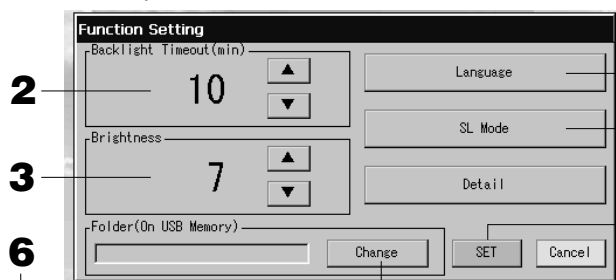 Function Setting
Backlight Timeout(min)
2
10
▲
▼
Language
Brightness
3
7
▲
▼
SL Mode
Detail
Folder(On USB Memory)
6
Change
SET
Cancel